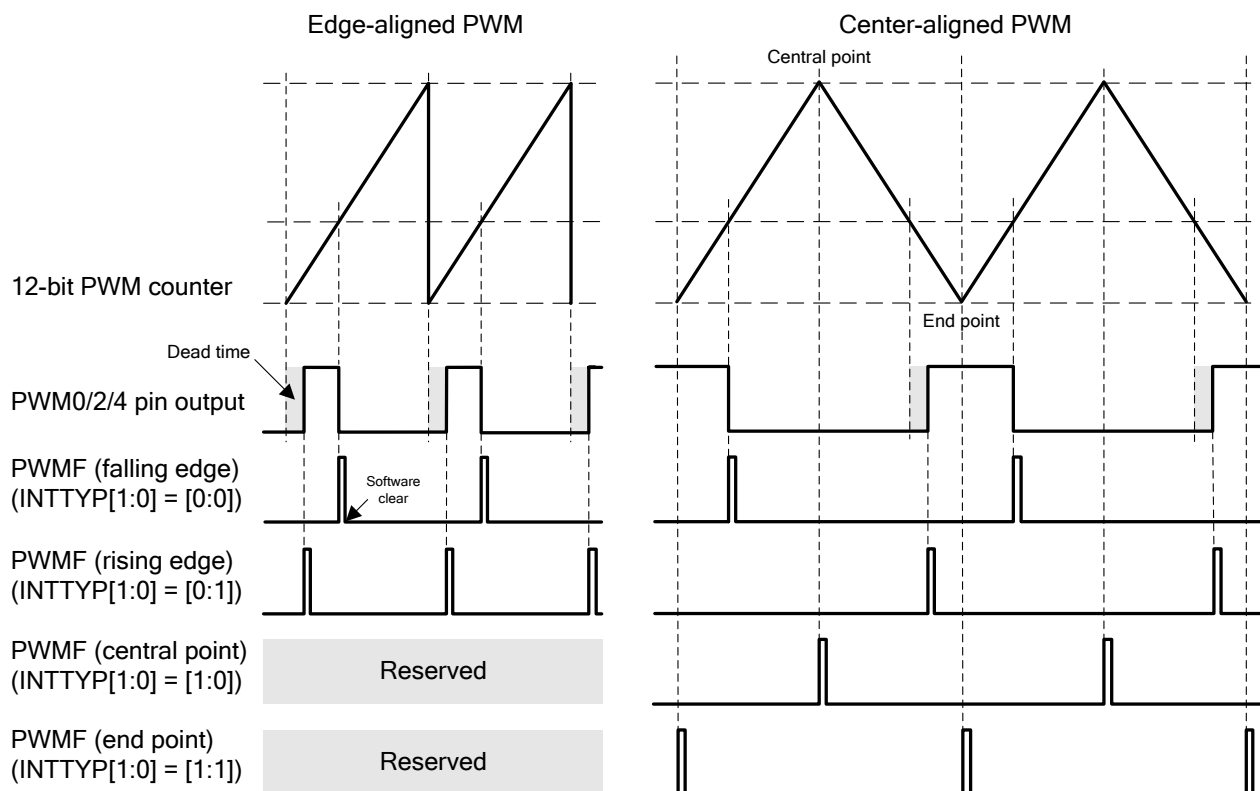 Edge-aligned PWM
Center-aligned PWM
Central point
12-bit PWM counter
End point
Dead time
PWM0/2/4 pin output
PWMF (falling edge)
(INTTYP[1:0] = [0:0])
Software
clear
PWMF (rising edge)
(INTTYP[1:0] = [0:1])
PWMF (central point)
(INTTYP[1:0] = [1:0])
Reserved
PWMF (end point)
(INTTYP[1:0] = [1:1])
Reserved